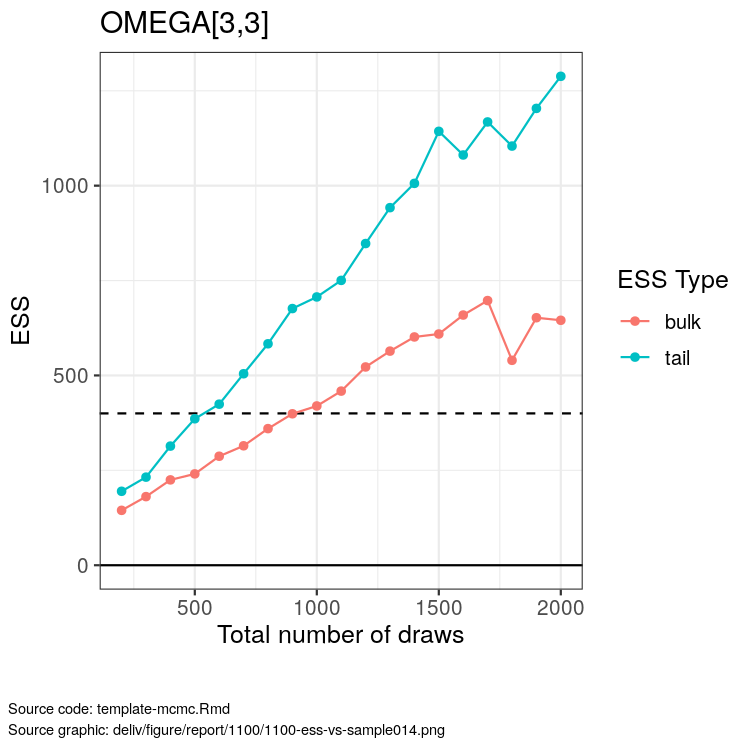 OMEGA[3,3]
ESS
1000
500
0
500 1000 1500 2000
Total number of draws
ESS Type
bulk
tail
Source code: template-mcmc.Rmd
Source graphic: deliv/figure/report/1100/1100-ess-vs-sample014.png